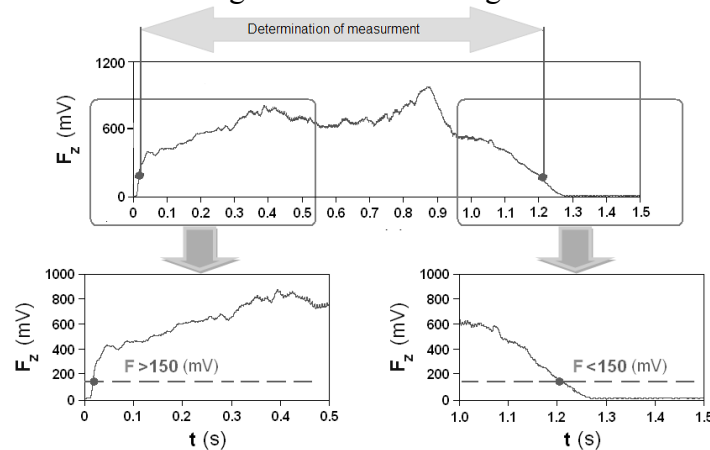 Determination of measurment
1200
600
0
F_z (mV)
0 0.1 0.2 0.3 0.4 0.5 0.6 0.7 0.8 0.9 1.0 1.1 1.2 1.3 1.4 1.5
1000
800
600
400
200
0
F_z (mV)
F >150 (mV)
0 0.1 0.2 0.3 0.4 0.5
t (s)
1000
800
600
400
200
0
F_z (mV)
F <150 (mV)
1.0 1.1 1.2 1.3 1.4 1.5
t (s)